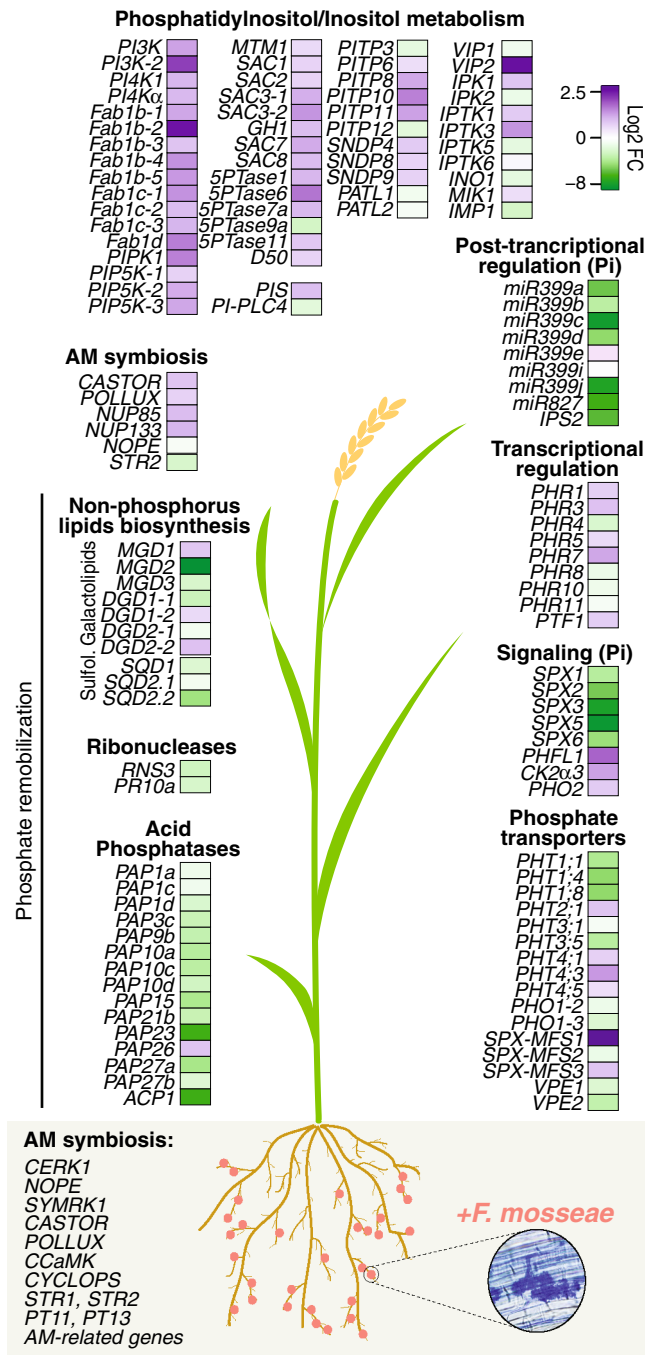 PhosphatidyInositol/Inositol metabolism
PI3K
PI3K-2
PI4K1
PI4Kα
Fab1b-1
Fab1b-2
Fab1b-3
Fab1b-4
Fab1b-5
Fab1c-1
Fab1c-2
Fab1c-3
Fab1d
PIPK1
PIP5K-1
PIP5K-2
PIP5K-3
MTM1
SAC1
SAC2
SAC3-1
SAC3-2
GH1
SAC7
SAC8
5PTase1
5PTase6
5PTase7a
5PTase9a
5PTase11
D50
PIS
PI-PLC4
PITP3
PITP6
PITP8
PITP10
PITP11
PITP12
SNDP4
SNDP8
SNDP9
PATL1
PATL2
VIP1
VIP2
IPK1
IPK2
IPTK1
IPTK3
IPTK5
IPTK6
INO1
MIK1
IMP1
2.5
0
−8
Log2 FC
AM symbiosis
CASTOR
POLLUX
NUP85
NUP133
NOPE
STR2
Phosphate remobilization
Non-phosphorus
lipids biosynthesis
Galactolipids
MGD1
MGD2
MGD3
DGD1-1
DGD1-2
DGD2-1
DGD2-2
Sulfol.
SQD1
SQD2.1
SQD2.2
Ribonucleases
RNS3
PR10a
Acid
Phosphatases
PAP1a
PAP1c
PAP1d
PAP3c
PAP9b
PAP10a
PAP10c
PAP10d
PAP15
PAP21b
PAP23
PAP26
PAP27a
PAP27b
ACP1
Post-trancriptional
regulation (Pi)
miR399a
miR399b
miR399c
miR399d
miR399e
miR399i
miR399j
miR827
IPS2
Transcriptional
regulation
PHR1
PHR3
PHR4
PHR5
PHR7
PHR8
PHR10
PHR11
PTF1
Signaling (Pi)
SPX1
SPX2
SPX3
SPX5
SPX6
PHFL1
CK2α3
PHO2
Phosphate
transporters
PHT1;1
PHT1;4
PHT1;8
PHT2;1
PHT3;1
PHT3;5
PHT4;1
PHT4;3
PHT4;5
PHO1-2
PHO1-3
SPX-MFS1
SPX-MFS2
SPX-MFS3
VPE1
VPE2
AM symbiosis:
CERK1
NOPE
SYMRK1
CASTOR
POLLUX
CCaMK
CYCLOPS
STR1, STR2
PT11, PT13
AM-related genes
+F. mosseae